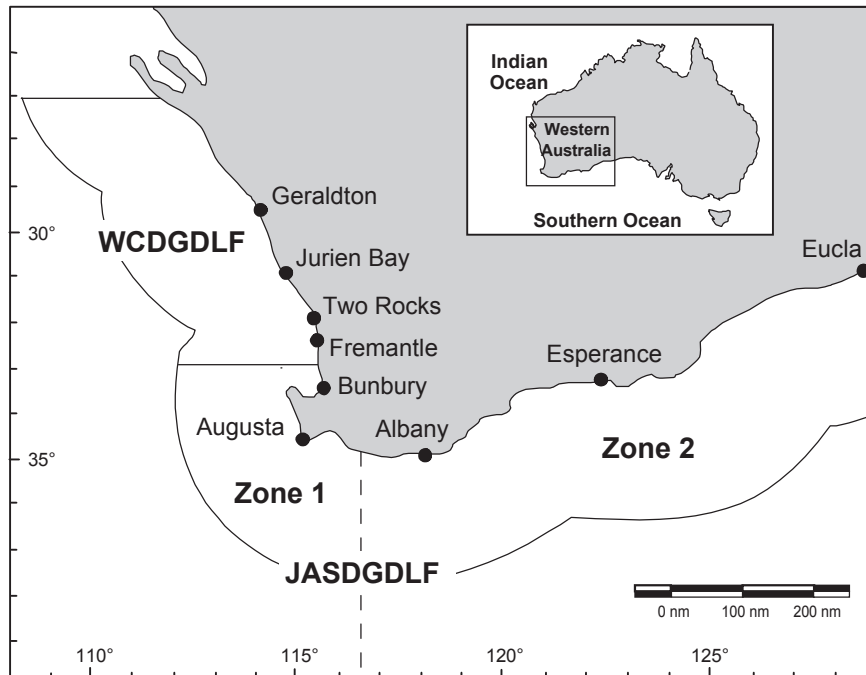 Indian
Ocean
Western
Australia
Southern Ocean
Geraldton
30°
WCDGDLF
Eucla
Jurien Bay
Two Rocks
Fremantle
Esperance
Bunbury
Augusta
Albany
Zone 2
35°
Zone 1
JASDGDLF
0 nm 100 nm 200 nm
110° 115° 120° 125°